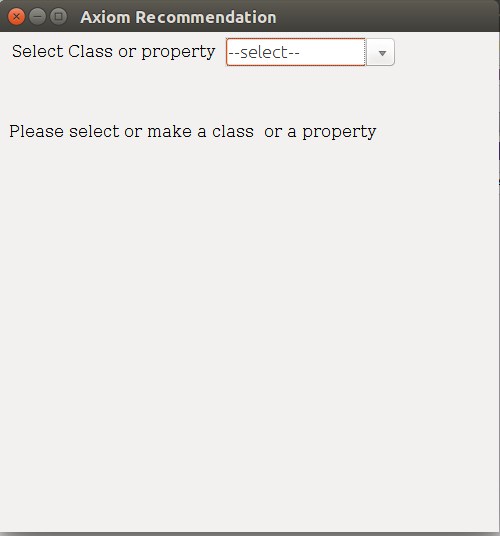 Axiom Recommendation
Select Class or property --select--
Please select or make a class  or a property